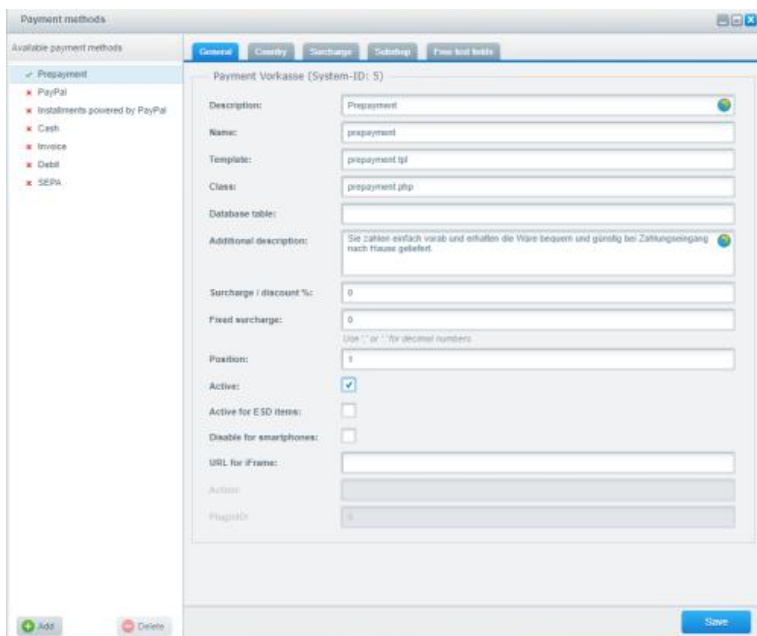 Payment methods
Available payment methods
Prepayment
PayPal
Installments powered by PayPal
Cash
Invoice
Debit
SEPA
Add
Delete
General
Country
Surcharge
Subshop
Free text fields
Payment Vorkasse (System-ID: 5)
Description:
Prepayment
Name:
prepayment
Template:
prepayment.tpl
Class:
prepayment.php
Database table:
Additional description:
Sie zahlen einfach vorab und erhalten die Ware bequem und günstig bei Zahlungseingang
nach Hause geliefert.
Surcharge / discount %:
0
Fixed surcharge:
0
Use "," or "." for decimal numbers.
Position:
1
Active:
Active for ESD items:
Disable for smartphones:
URL for iFrame:
Action:
PluginID:
Save